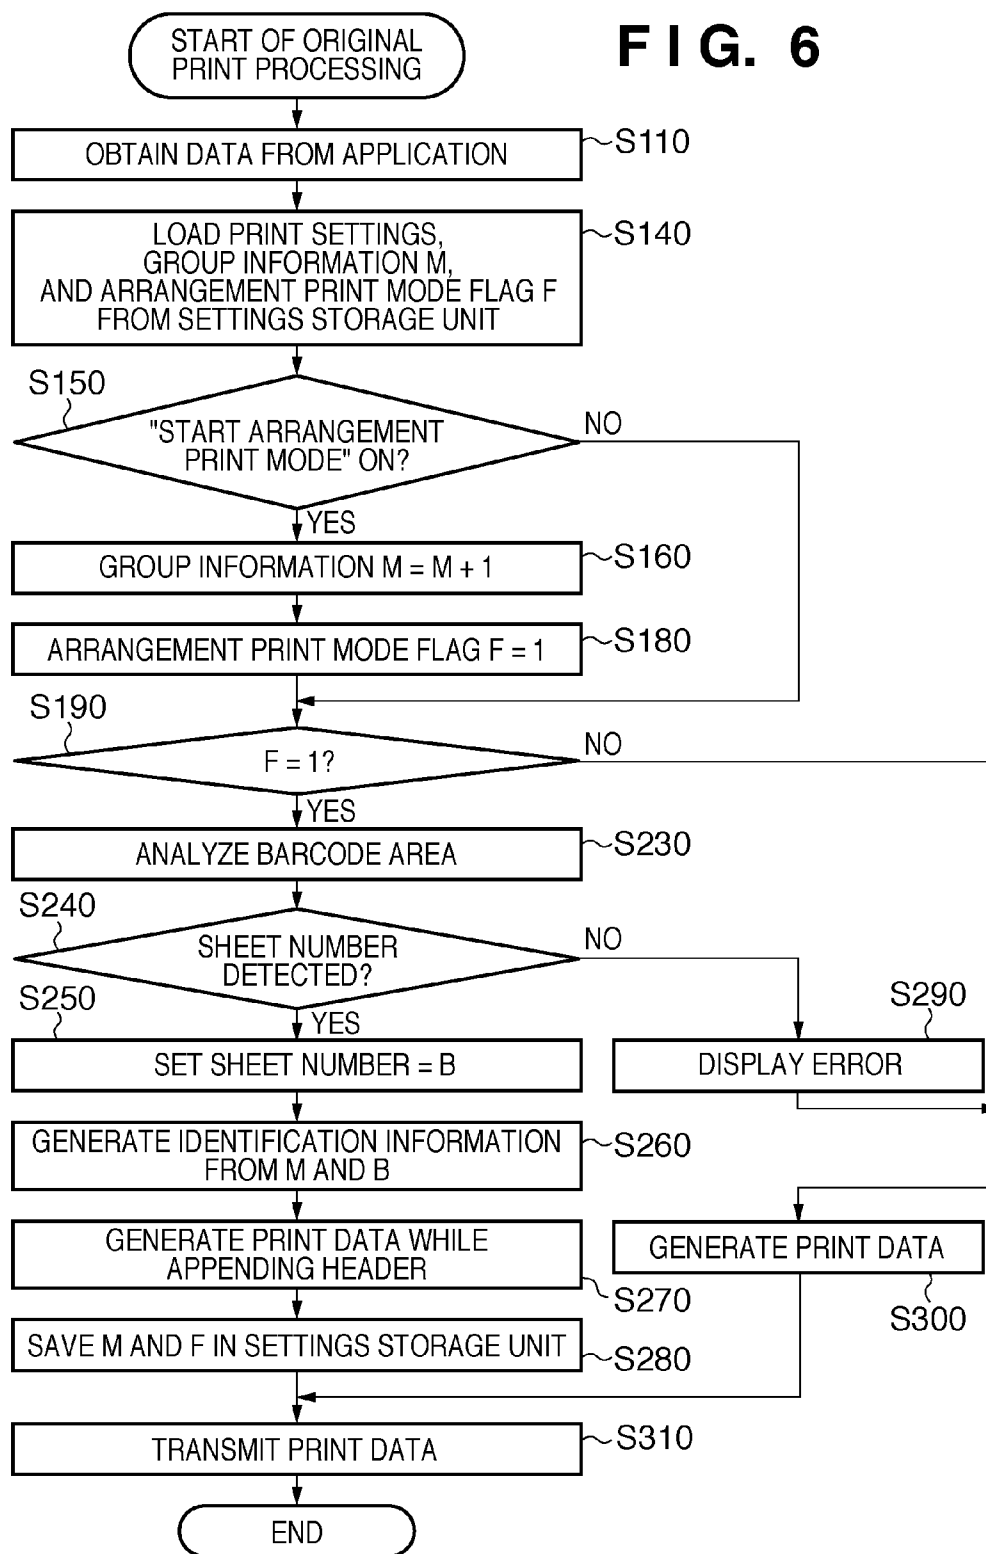 START OF ORIGINAL
PRINT PROCESSING
F I G. 6
OBTAIN DATA FROM APPLICATION
S110
LOAD PRINT SETTINGS,
GROUP INFORMATION M,
AND ARRANGEMENT PRINT MODE FLAG F
FROM SETTINGS STORAGE UNIT
S140
S150
"START ARRANGEMENT
PRINT MODE" ON?
NO
YES
GROUP INFORMATION M = M + 1
S160
ARRANGEMENT PRINT MODE FLAG F = 1
S180
S190
F = 1?
NO
YES
ANALYZE BARCODE AREA
S230
S240
SHEET NUMBER
DETECTED?
NO
YES
S250
SET SHEET NUMBER = B
S290
DISPLAY ERROR
GENERATE IDENTIFICATION INFORMATION
FROM M AND B
S260
GENERATE PRINT DATA WHILE
APPENDING HEADER
S270
GENERATE PRINT DATA
S300
SAVE M AND F IN SETTINGS STORAGE UNIT
S280
TRANSMIT PRINT DATA
S310
END